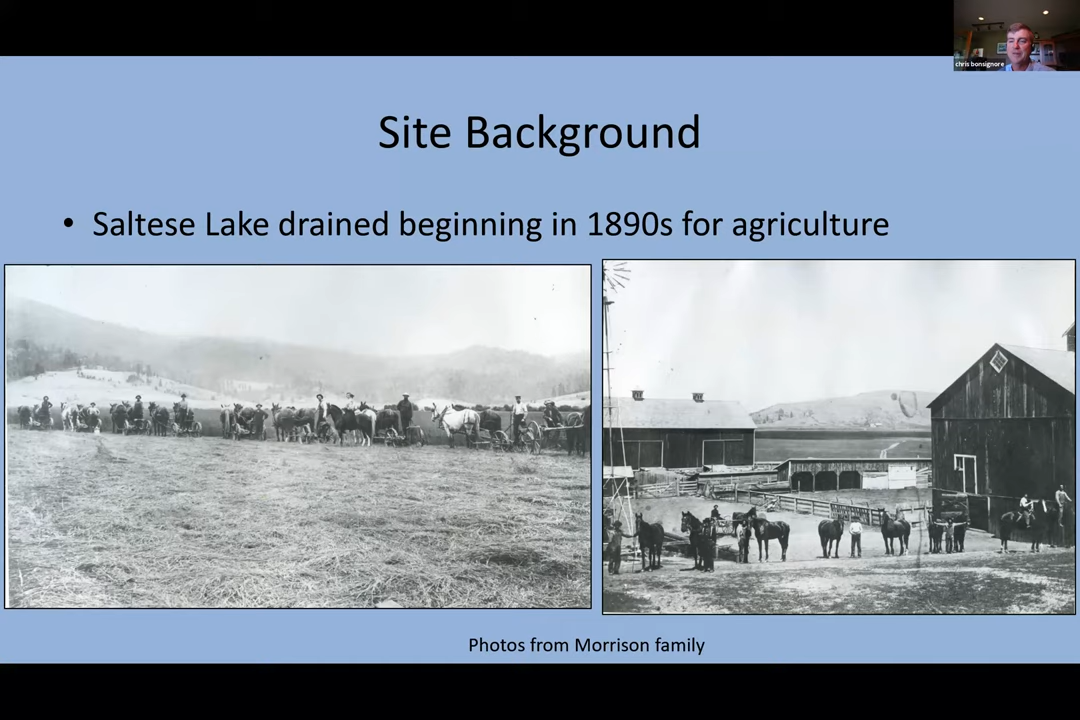 chris bonsignore
Site Background
• Saltese Lake drained beginning in 1890s for agriculture
Photos from Morrison family